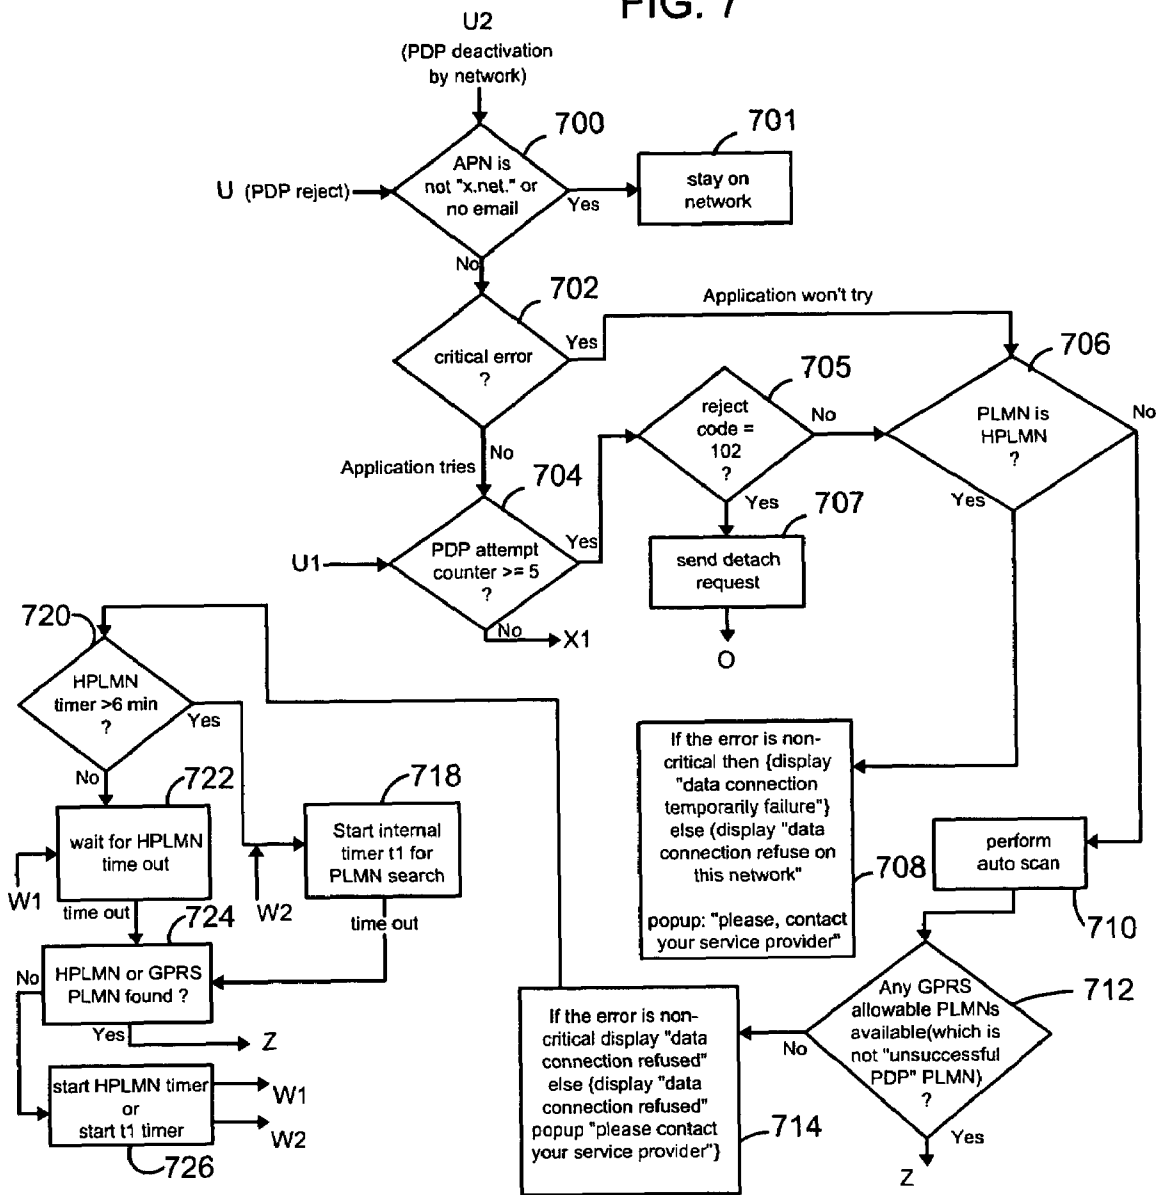 FIG. 7
U2
(PDP deactivation
by network)
700
APN is
not "x.net." or
no email
U (PDP reject)
Yes
701
stay on
network
No
702
critical error
?
Yes
Application won't try
706
PLMN is
HPLMN
?
No
Yes
705
reject
code =
102
?
No
Yes
707
send detach
request
O
No
Application tries
704
PDP attempt
counter >= 5
?
Yes
U1
No
X1
720
HPLMN
timer >6 min
?
Yes
No
722
wait for HPLMN
time out
W1
time out
718
Start internal
timer t1 for
PLMN search
W2
time out
724
HPLMN or GPRS
PLMN found ?
No
Yes
Z
start HPLMN timer
or
start t1 timer
W1
W2
726
If the error is non-
critical then {display
"data connection
temporarily failure"}
else (display "data
connection refuse on
this network"
popup: "please, contact
your service provider"
708
perform
auto scan
710
Any GPRS
allowable PLMNs
available(which is
not "unsuccessful
PDP" PLMN)
?
712
No
Yes
Z
If the error is non-
critical display "data
connection refused"
else {display "data
connection refused"
popup "please contact
your service provider"}
714